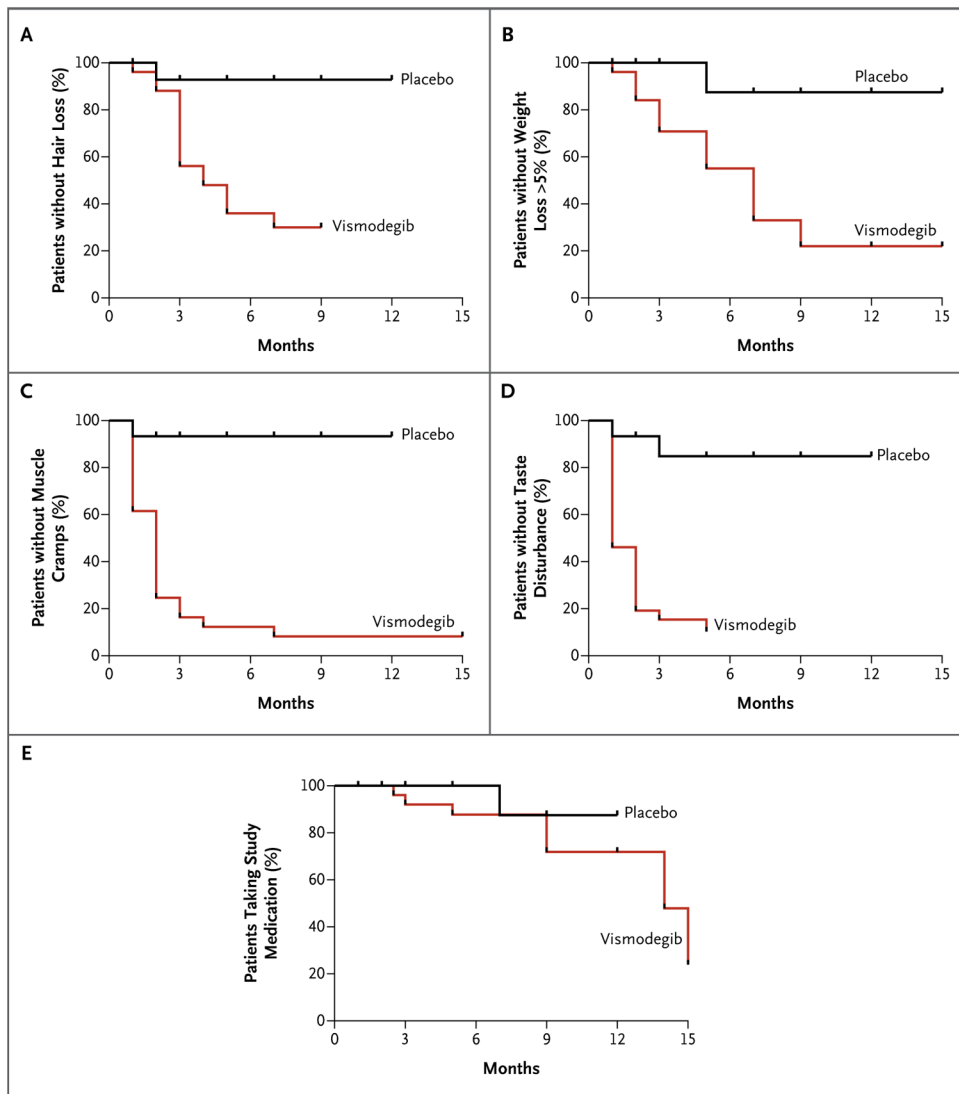 A
Patients without Hair Loss (%)
100
80
60
40
20
0
Placebo
Vismodegib
0 3 6 9 12 15
Months
B
Patients without Weight
Loss >5% (%)
100
80
60
40
20
0
Placebo
Vismodegib
0 3 6 9 12 15
Months
C
Patients without Muscle
Cramps (%)
100
80
60
40
20
0
Placebo
Vismodegib
0 3 6 9 12 15
Months
D
Patients without Taste
Disturbance (%)
100
80
60
40
20
0
Placebo
Vismodegib
0 3 6 9 12 15
Months
E
Patients Taking Study
Medication (%)
100
80
60
40
20
0
Placebo
Vismodegib
0 3 6 9 12 15
Months